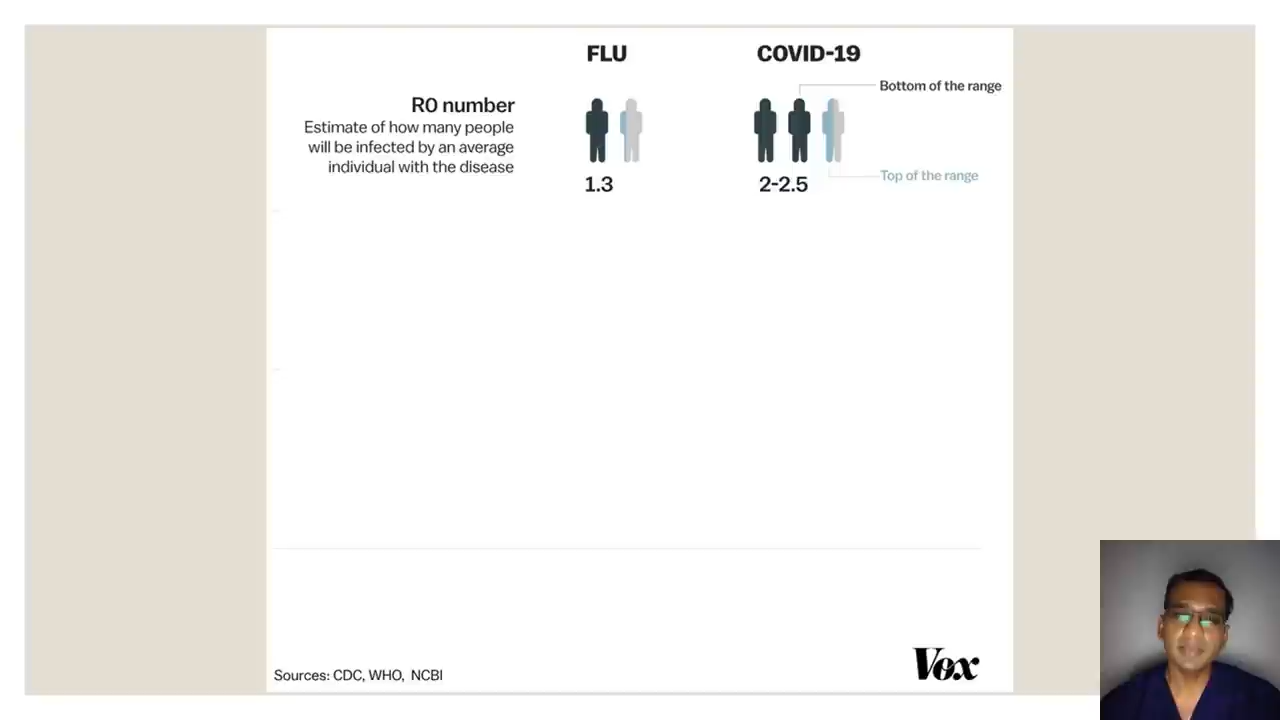 FLU
COVID-19
Bottom of the range
R0 number
Estimate of how many people
will be infected by an average
individual with the disease
1.3
2-2.5
Top of the range
Sources: CDC, WHO, NCBI
Vox